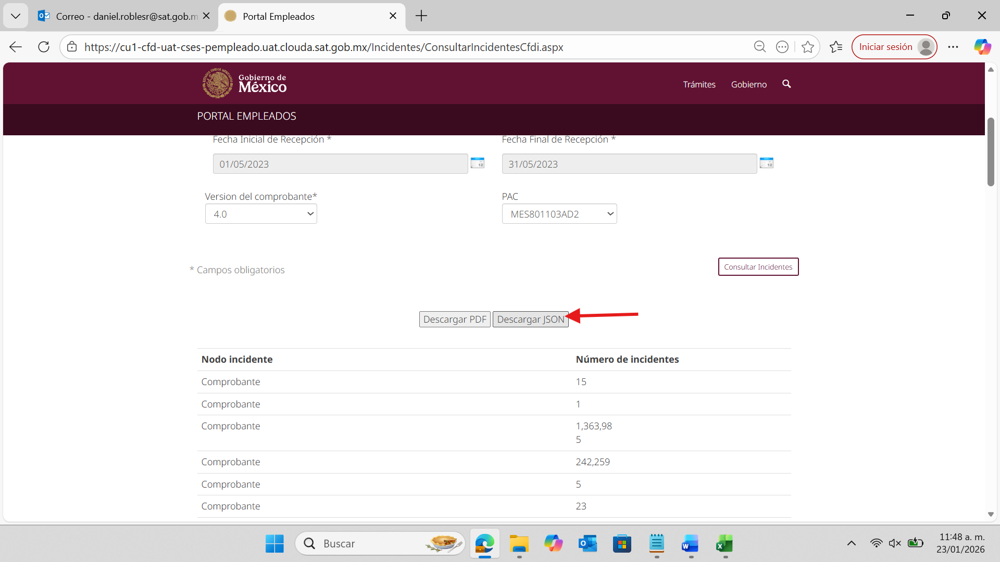 Correo - daniel.roblesr@sat.gob.m
Portal Empleados
https://cu1-cfd-uat-cses-pempleado.uat.clouda.sat.gob.mx/Incidentes/ConsultarIncidentesCfdi.aspx
Iniciar sesión
Gobierno de
México
Trámites
Gobierno
PORTAL EMPLEADOS
Fecha Inicial de Recepción *
Fecha Final de Recepción *
01/05/2023
31/05/2023
Version del comprobante*
PAC
4.0
MES801103AD2
* Campos obligatorios
Consultar Incidentes
Descargar PDF
Descargar JSON
Nodo incidente
Número de incidentes
Comprobante
15
Comprobante
1
Comprobante
1,363,98
5
Comprobante
242,259
Comprobante
5
Comprobante
23
Buscar
11:48 a. m.
23/01/2026